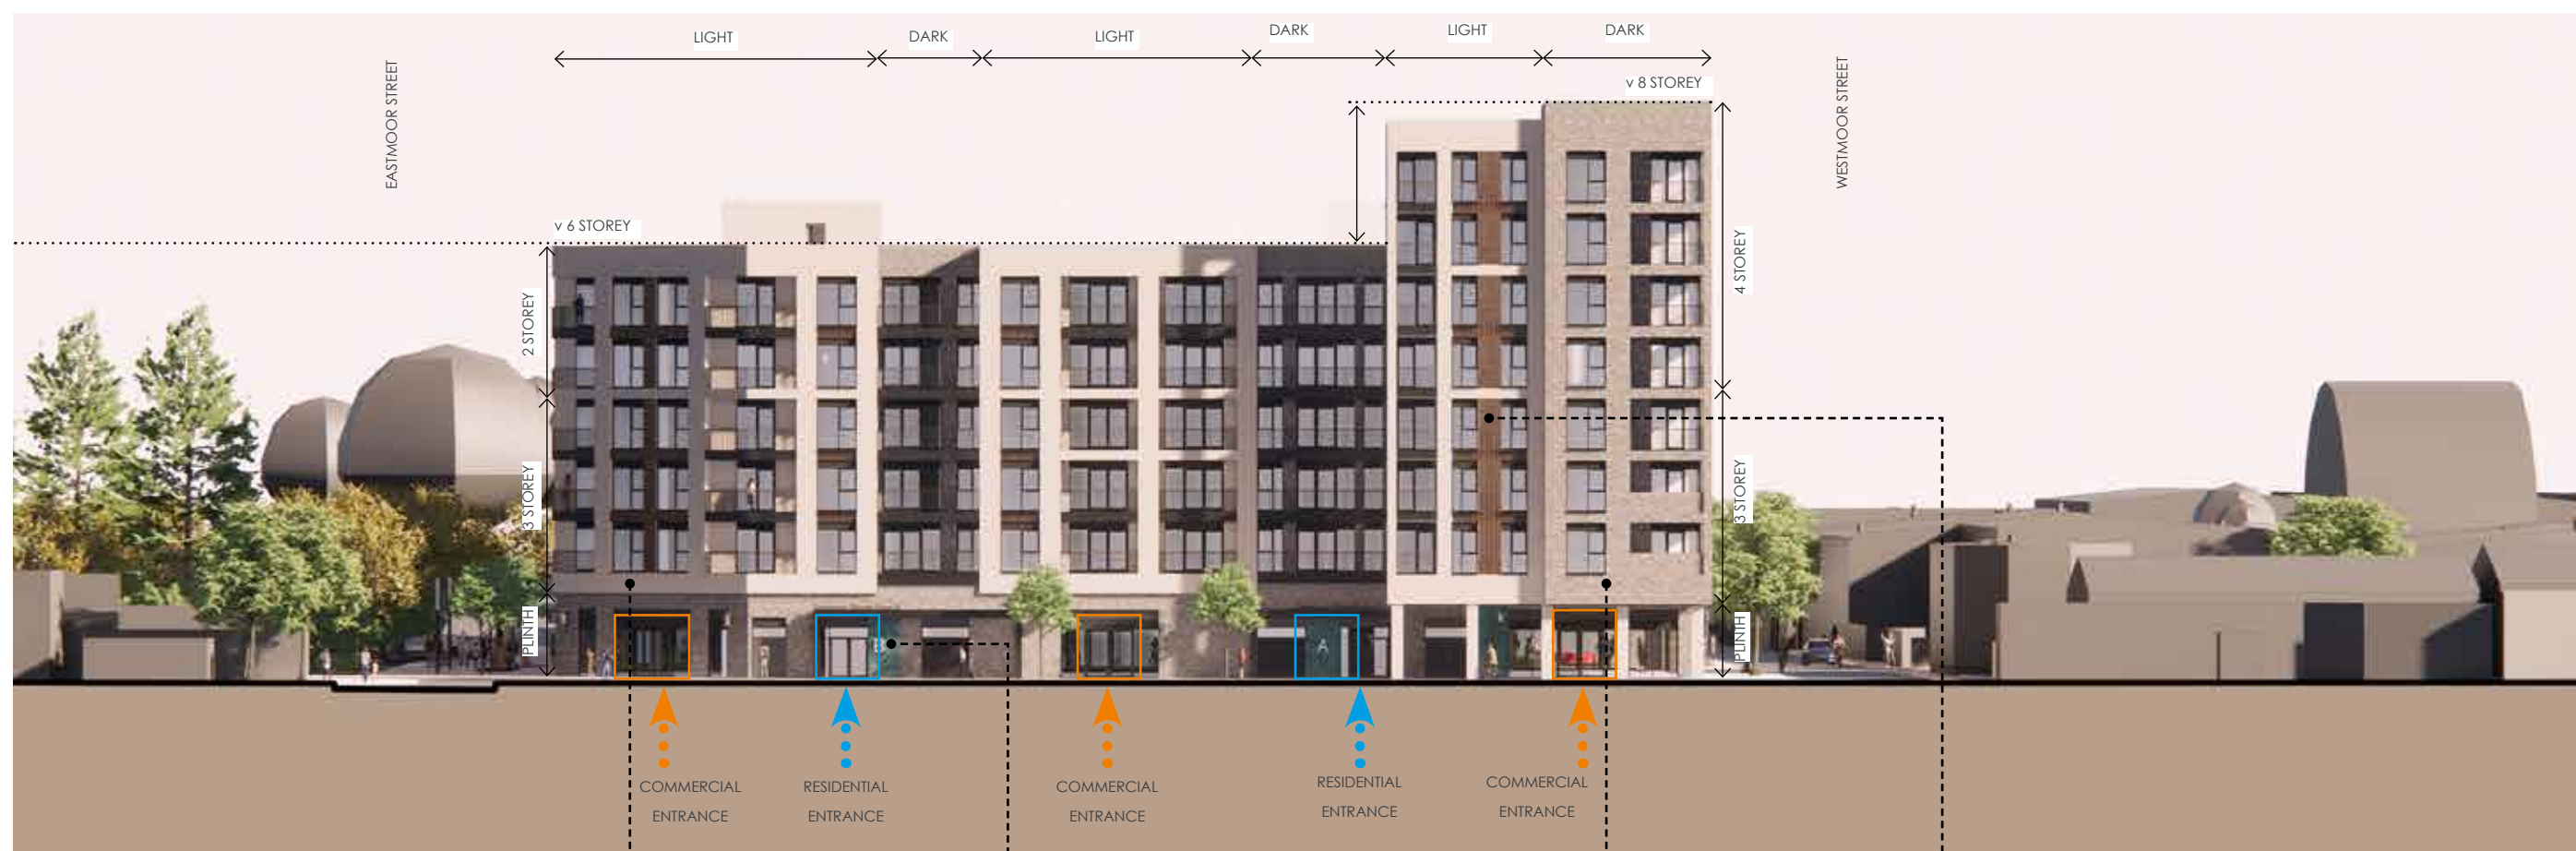 LIGHT
DARK
LIGHT
DARK
LIGHT
DARK
EASTMOOR STREET
WESTMOOR STREET
v 8 STOREY
v 6 STOREY
2 STOREY
3 STOREY
PLINTH
4 STOREY
3 STOREY
PLINTH
A
COMMERCIAL
ENTRANCE
RESIDENTIAL
ENTRANCE
COMMERCIAL
ENTRANCE
RESIDENTIAL
ENTRANCE
COMMERCIAL
ENTRANCE